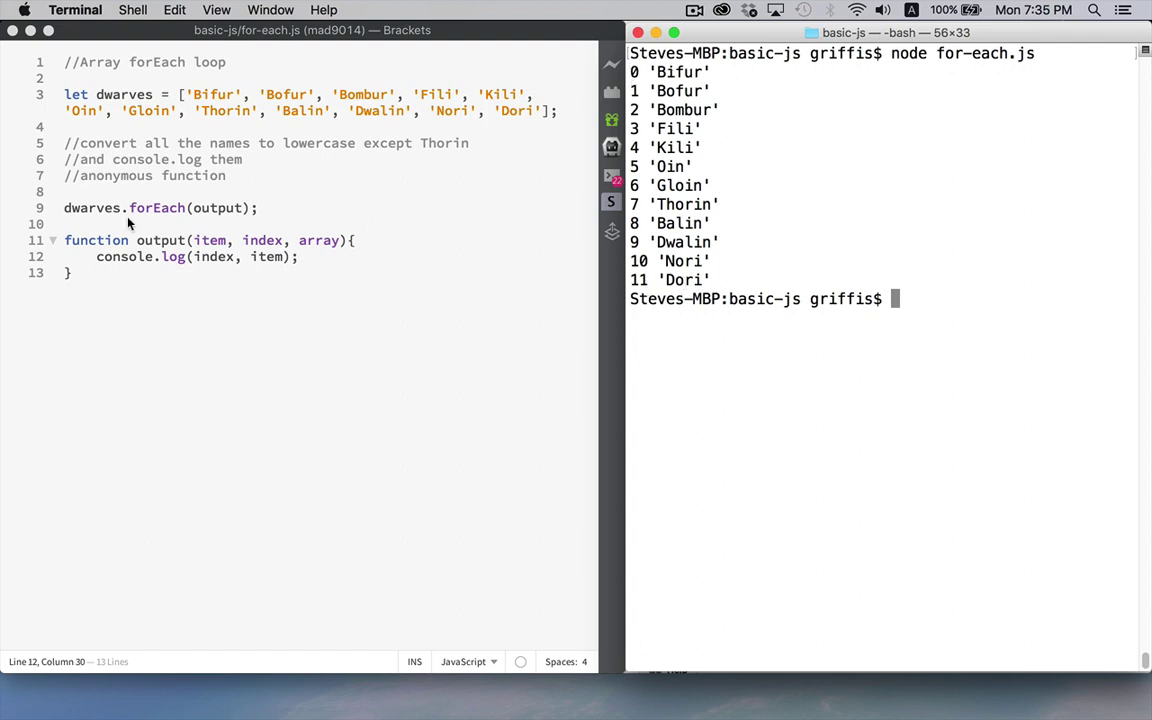 Terminal Shell Edit View Window Help
A 100% Mon 7:35 PM
basic-js/for-each.js (mad9014) — Brackets
1 //Array forEach loop
2
3 let dwarves = ['Bifur', 'Bofur', 'Bombur', 'Fili', 'Kili',
'Oin', 'Gloin', 'Thorin', 'Balin', 'Dwalin', 'Nori', 'Dori'];
4
5 //convert all the names to lowercase except Thorin
6 //and console.log them
7 //anonymous function
8
9 dwarves.forEach(output);
10
11 function output(item, index, array){
12 console.log(index, item);
13 }
Line 12, Column 30 — 13 Lines
INS JavaScript Spaces: 4
22
S
basic-js — -bash — 56×33
Steves-MBP:basic-js griffis$ node for-each.js
0 'Bifur'
1 'Bofur'
2 'Bombur'
3 'Fili'
4 'Kili'
5 'Oin'
6 'Gloin'
7 'Thorin'
8 'Balin'
9 'Dwalin'
10 'Nori'
11 'Dori'
Steves-MBP:basic-js griffis$